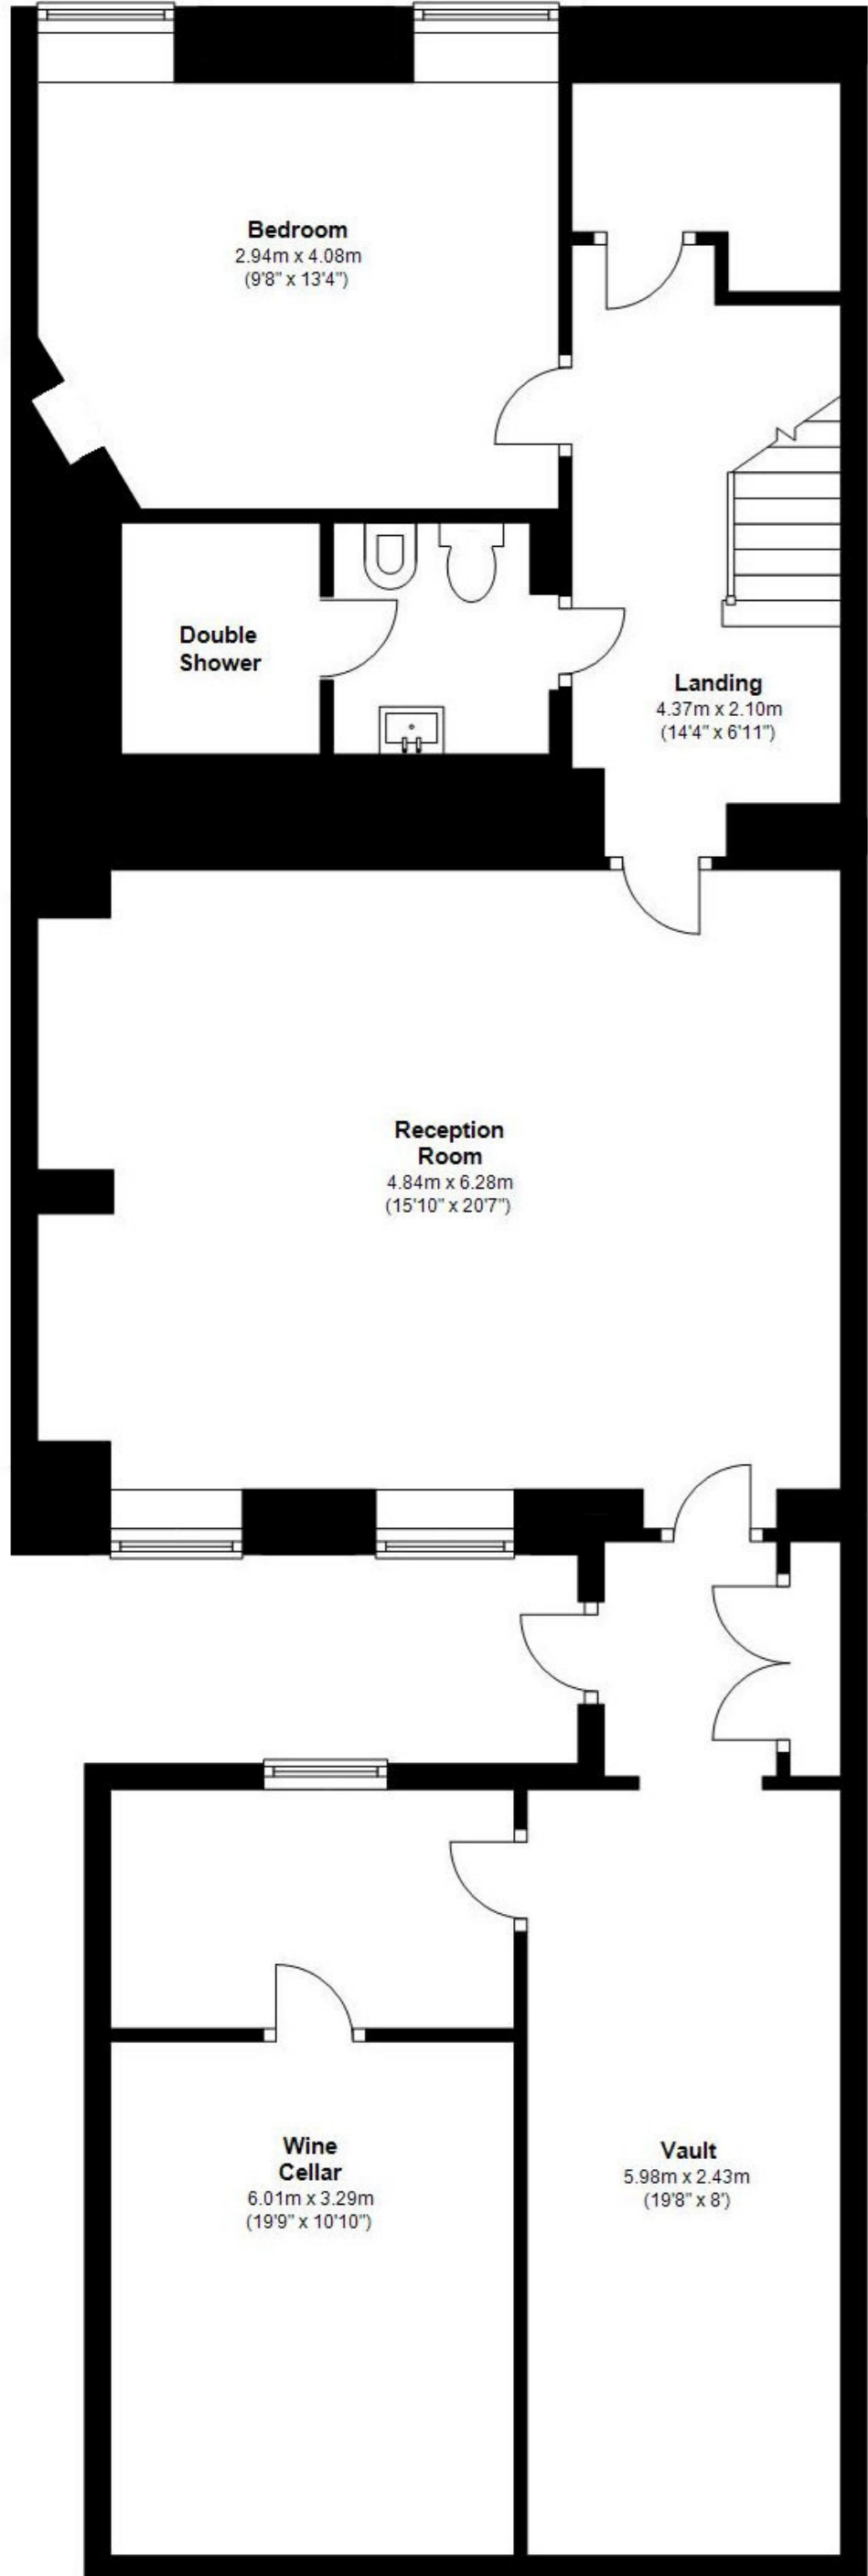 Bedroom
2.94m x 4.08m
(9'8" x 13'4")
Double
Shower
Landing
4.37m x 2.10m
(14'4" x 6'11")
Reception
Room
4.84m x 6.28m
(15'10" x 20'7")
Wine
Cellar
6.01m x 3.29m
(19'9" x 10'10")
Vault
5.98m x 2.43m
(19'8" x 8')